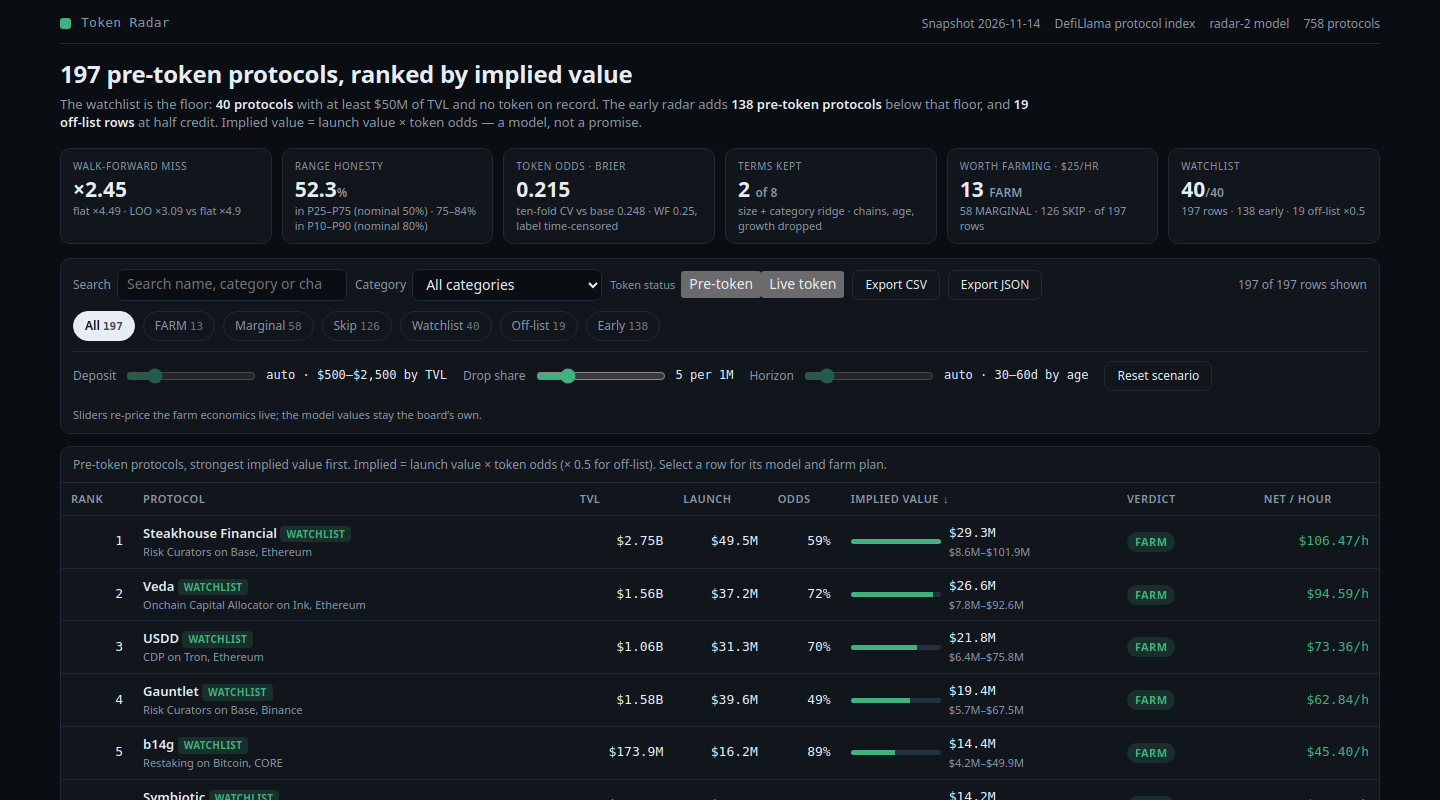 Token Radar
Snapshot 2026-11-14 DefiLlama protocol index radar-2 model 758 protocols
197 pre-token protocols, ranked by implied value
The watchlist is the floor: 40 protocols with at least $50M of TVL and no token on record. The early radar adds 138 pre-token protocols below that floor, and 19
off-list rows at half credit. Implied value = launch value × token odds — a model, not a promise.
WALK-FORWARD MISS
×2.45
flat ×4.49 · LOO ×3.09 vs flat ×4.9
RANGE HONESTY
52.3%
in P25–P75 (nominal 50%) · 75–84%
in P10–P90 (nominal 80%)
TOKEN ODDS · BRIER
0.215
ten-fold CV vs base 0.248 · WF 0.25,
label time-censored
TERMS KEPT
2 of 8
size + category ridge · chains, age,
growth dropped
WORTH FARMING · $25/HR
13 FARM
58 MARGINAL · 126 SKIP · of 197
rows
WATCHLIST
40/40
197 rows · 138 early · 19 off-list ×0.5
Search Search name, category or cha Category All categories Token status Pre-token Live token Export CSV Export JSON 197 of 197 rows shown
All 197 FARM 13 Marginal 58 Skip 126 Watchlist 40 Off-list 19 Early 138
Deposit auto · $500–$2,500 by TVL Drop share 5 per 1M Horizon auto · 30–60d by age Reset scenario
Sliders re-price the farm economics live; the model values stay the board's own.
Pre-token protocols, strongest implied value first. Implied = launch value × token odds (× 0.5 for off-list). Select a row for its model and farm plan.
RANK PROTOCOL TVL LAUNCH ODDS IMPLIED VALUE ↓ VERDICT NET / HOUR
1 Steakhouse Financial WATCHLIST $2.75B $49.5M 59% $29.3M FARM $106.47/h
Risk Curators on Base, Ethereum $8.6M–$101.9M
2 Veda WATCHLIST $1.56B $37.2M 72% $26.6M FARM $94.59/h
Onchain Capital Allocator on Ink, Ethereum $7.8M–$92.6M
3 USDD WATCHLIST $1.06B $31.3M 70% $21.8M FARM $73.36/h
CDP on Tron, Ethereum $6.4M–$75.8M
4 Gauntlet WATCHLIST $1.58B $39.6M 49% $19.4M FARM $62.84/h
Risk Curators on Base, Binance $5.7M–$67.5M
5 b14g WATCHLIST $173.9M $16.2M 89% $14.4M FARM $45.40/h
Restaking on Bitcoin, CORE $4.2M–$49.9M
Symbiotic WATCHLIST $14.2M